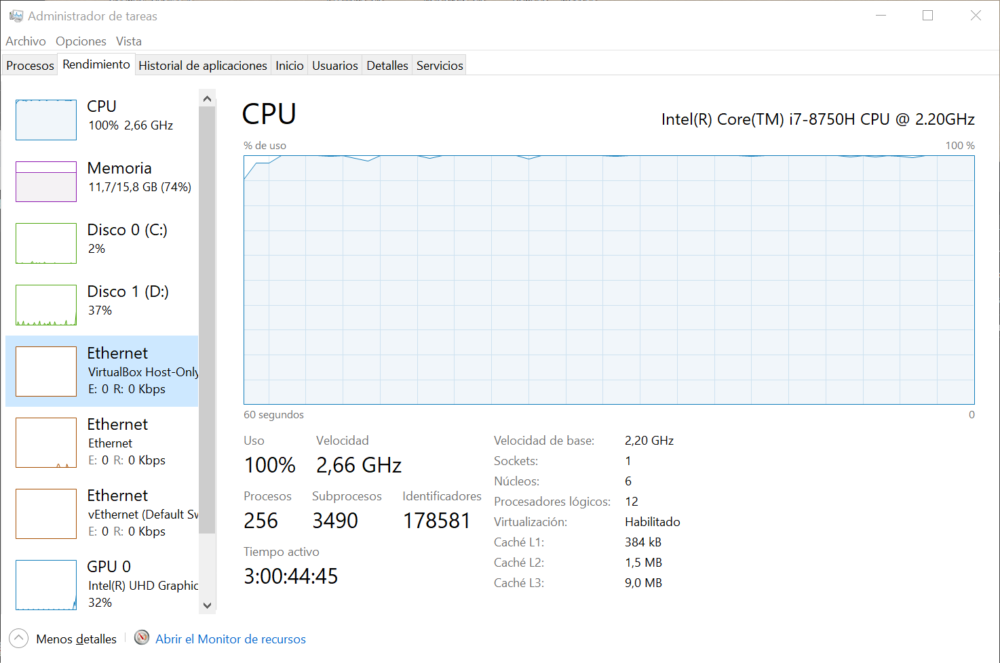 Administrador de tareas
Archivo Opciones Vista
Procesos Rendimiento Historial de aplicaciones Inicio Usuarios Detalles Servicios
CPU
100% 2,66 GHz
Memoria
11,7/15,8 GB (74%)
Disco 0 (C:)
2%
Disco 1 (D:)
37%
Ethernet
VirtualBox Host-Only
E: 0 R: 0 Kbps
Ethernet
Ethernet
E: 0 R: 0 Kbps
Ethernet
vEthernet (Default Sw
E: 0 R: 0 Kbps
GPU 0
Intel(R) UHD Graphic
32%
CPU
Intel(R) Core(TM) i7-8750H CPU @ 2.20GHz
% de uso 100 %
60 segundos 0
Uso Velocidad
100% 2,66 GHz
Procesos Subprocesos Identificadores
256 3490 178581
Tiempo activo
3:00:44:45
Velocidad de base: 2,20 GHz
Sockets: 1
Núcleos: 6
Procesadores lógicos: 12
Virtualización: Habilitado
Caché L1: 384 kB
Caché L2: 1,5 MB
Caché L3: 9,0 MB
Menos detalles Abrir el Monitor de recursos